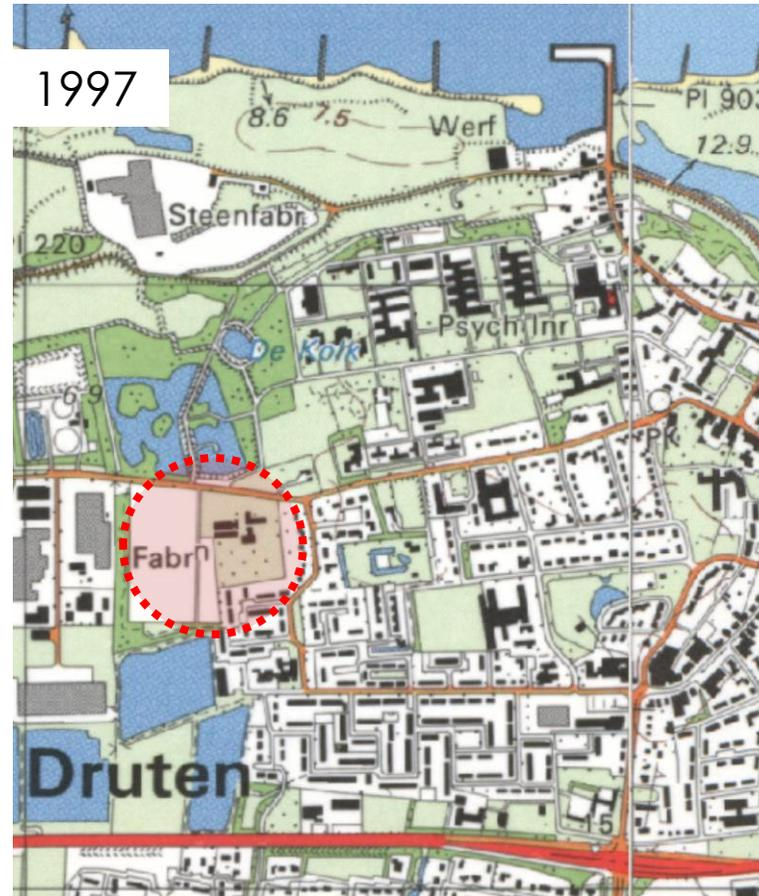 1997
Pl 903
8.6 7.5
Werf
12.9
Steenfabr
Pl 220
Psych Inr
De Kolk
6 9
PK
Fabrn
Druten
5